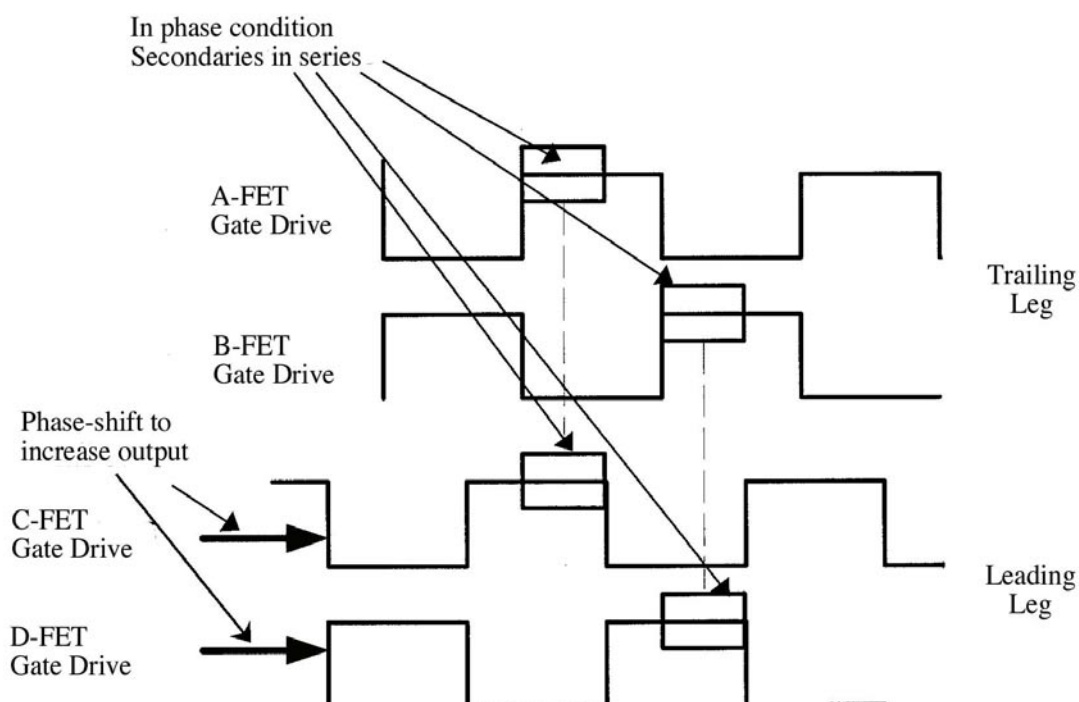 In phase condition
Secondaries in series
A-FET
Gate Drive
Trailing
Leg
B-FET
Gate Drive
Phase-shift to
increase output
C-FET
Gate Drive
Leading
Leg
D-FET
Gate Drive